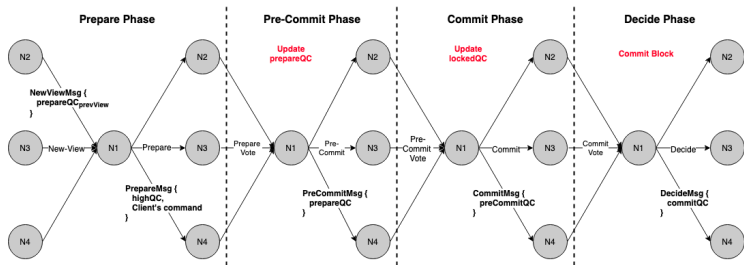 Prepare Phase
Pre-Commit Phase
Commit Phase
Decide Phase
Update
prepareQC
Update
lockedQC
Commit Block
N2
N2
N2
N2
N2
NewViewMsg {
prepareQCprevView
}
N3
New-View
N1
Prepare
N3
Prepare
Vote
N1
Pre-
Commit
N3
Pre-
Commit
Vote
N1
Commit
N3
Commit
Vote
N1
Decide
N3
PrepareMsg {
highQC,
Client's command
}
PreCommitMsg {
prepareQC
}
CommitMsg {
preCommitQC
}
DecideMsg {
commitQC
}
N4
N4
N4
N4
N4